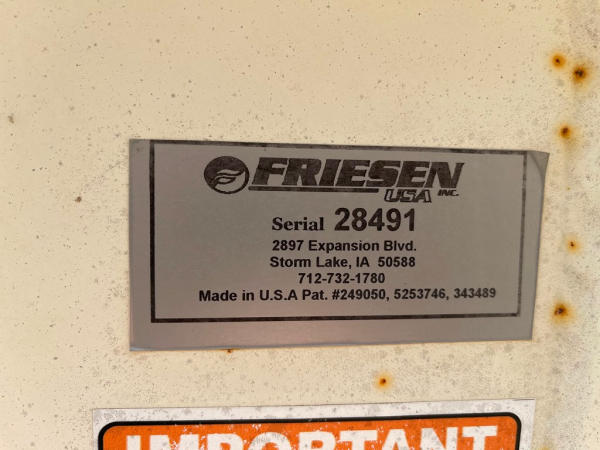 FRIESEN
USA INC.
Serial 28491
2897 Expansion Blvd.
Storm Lake, IA 50588
712-732-1780
Made in U.S.A Pat. #249050, 5253746, 343489
IMPORTANT